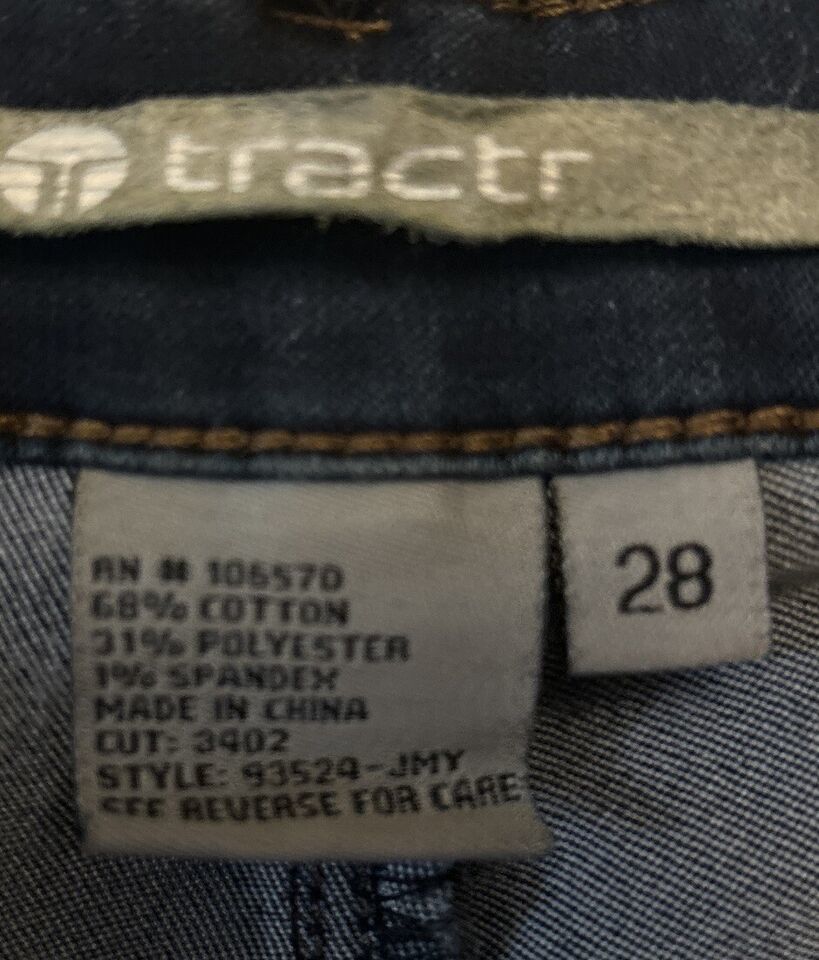 tractr
RN # 106570
68% COTTON
31% POLYESTER
1% SPANDEX
MADE IN CHINA
CUT: 3402
STYLE: 93524-JMY
SEE REVERSE FOR CARE
28